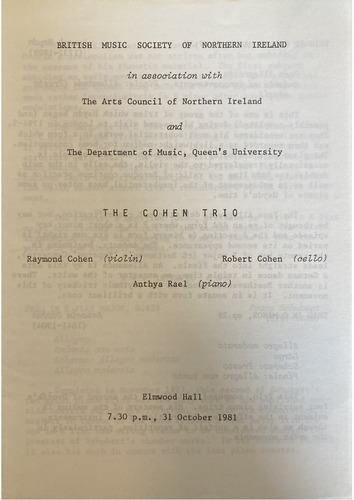 BRITISH MUSIC SOCIETY OF NORTHERN IRELAND
in association with
The Arts Council of Northern Ireland
and
The Department of Music, Queen's University
THE COHEN TRIO
Raymond Cohen (violin) Robert Cohen (cello)
Anthya Rael (piano)
Elmwood Hall
7.30 p.m., 31 October 1981